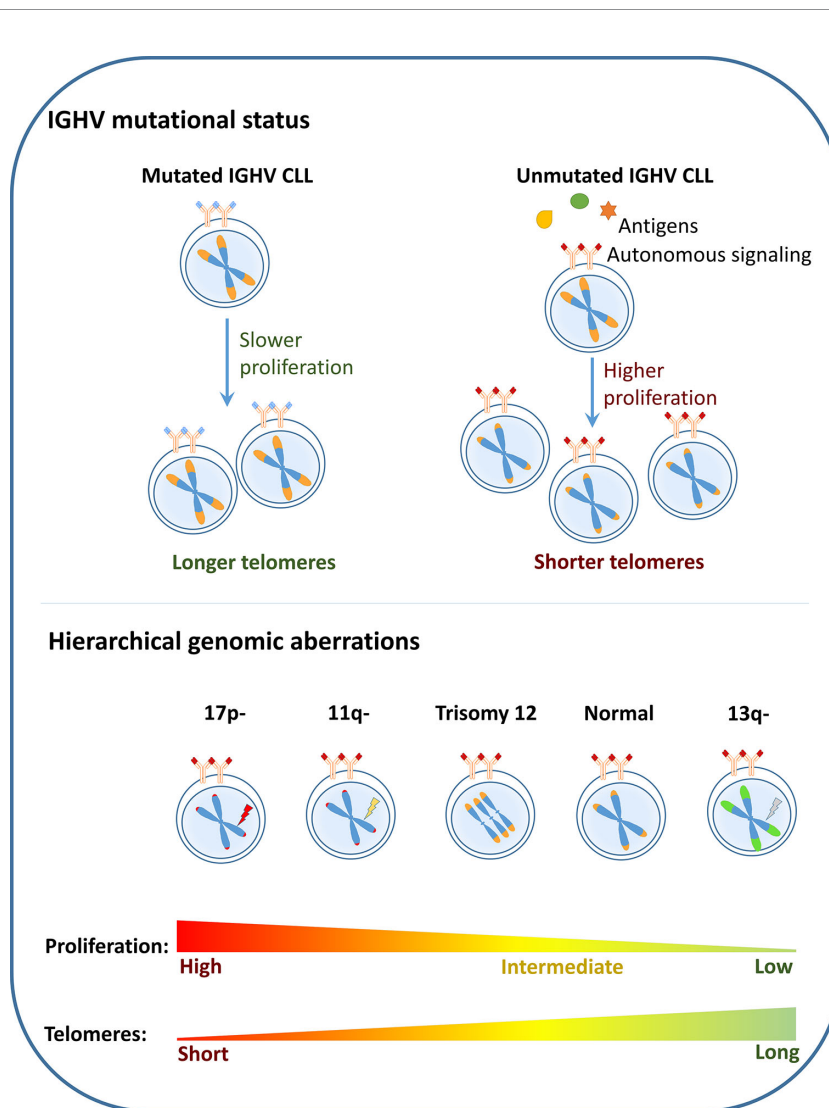 IGHV mutational status
Mutated IGHV CLL
Unmutated IGHV CLL
Antigens
Autonomous signaling
Slower
proliferation
Higher
proliferation
Longer telomeres
Shorter telomeres
Hierarchical genomic aberrations
17p-
11q-
Trisomy 12
Normal
13q-
Proliferation:
High
Intermediate
Low
Telomeres:
Short
Long